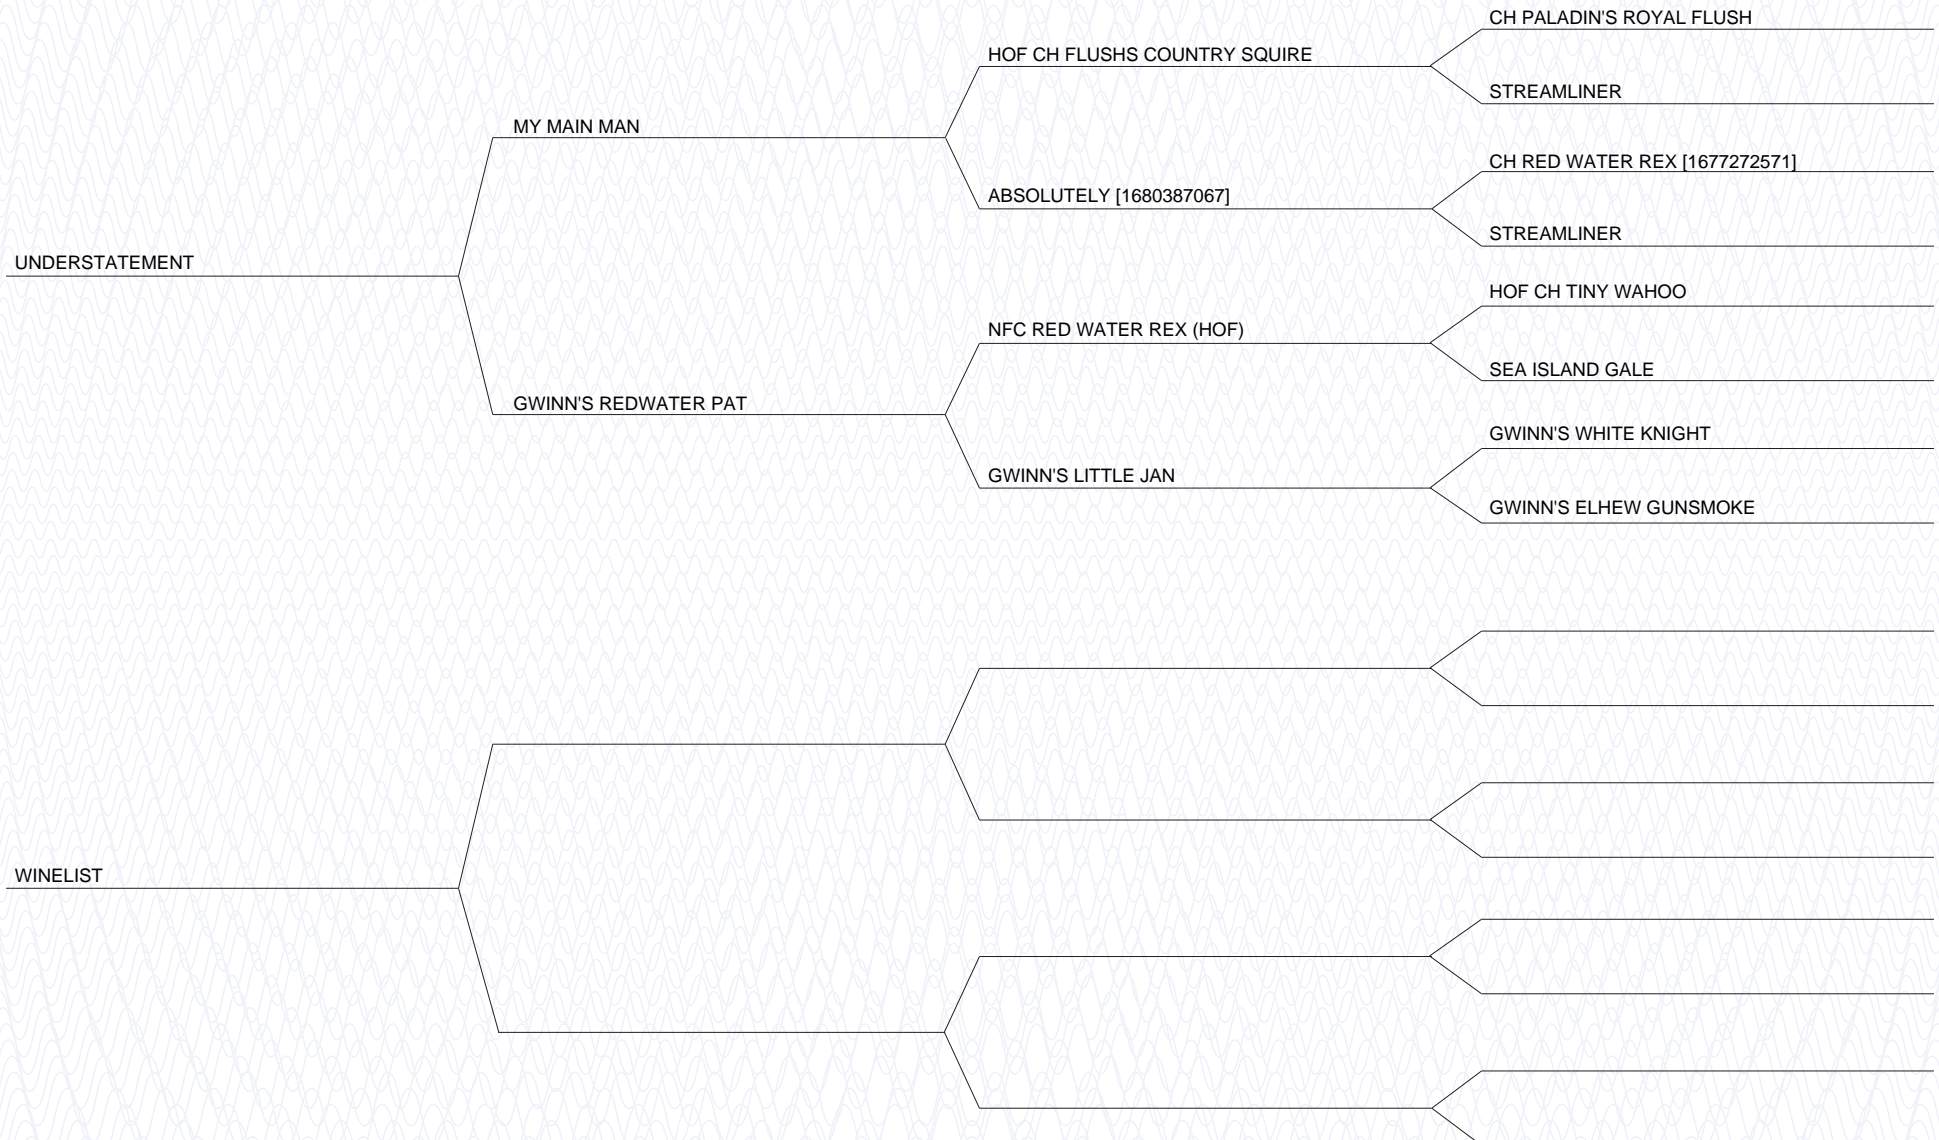 CH PALADIN'S ROYAL FLUSH
HOF CH FLUSHS COUNTRY SQUIRE
STREAMLINER
MY MAIN MAN
CH RED WATER REX [1677272571]
ABSOLUTELY [1680387067]
STREAMLINER
UNDERSTATEMENT
HOF CH TINY WAHOO
NFC RED WATER REX (HOF)
SEA ISLAND GALE
GWINN'S REDWATER PAT
GWINN'S WHITE KNIGHT
GWINN'S LITTLE JAN
GWINN'S ELHEW GUNSMOKE
WINELIST